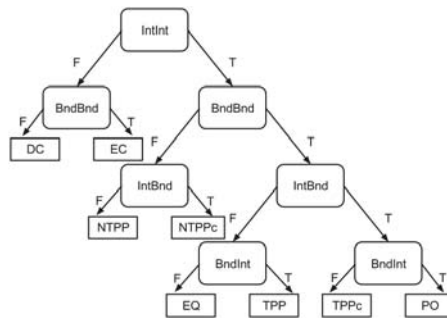 IntInt
F T
BndBnd BndBnd
F T F T
DC EC IntBnd IntBnd
F T F T
NTPP NTPPc BndInt BndInt
F T F T
EQ TPP TPPc PO